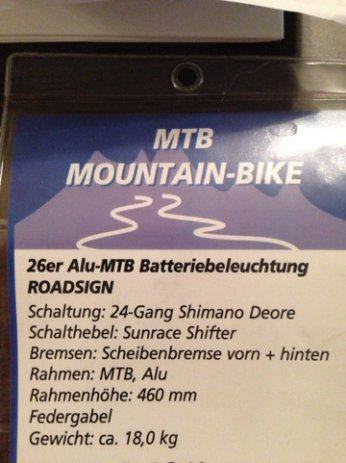 MTB
MOUNTAIN-BIKE
26er Alu-MTB Batteriebeleuchtung
ROADSIGN
Schaltung: 24-Gang Shimano Deore
Schalthebel: Sunrace Shifter
Bremsen: Scheibenbremse vorn + hinten
Rahmen: MTB, Alu
Rahmenhöhe: 460 mm
Federgabel
Gewicht: ca. 18,0 kg